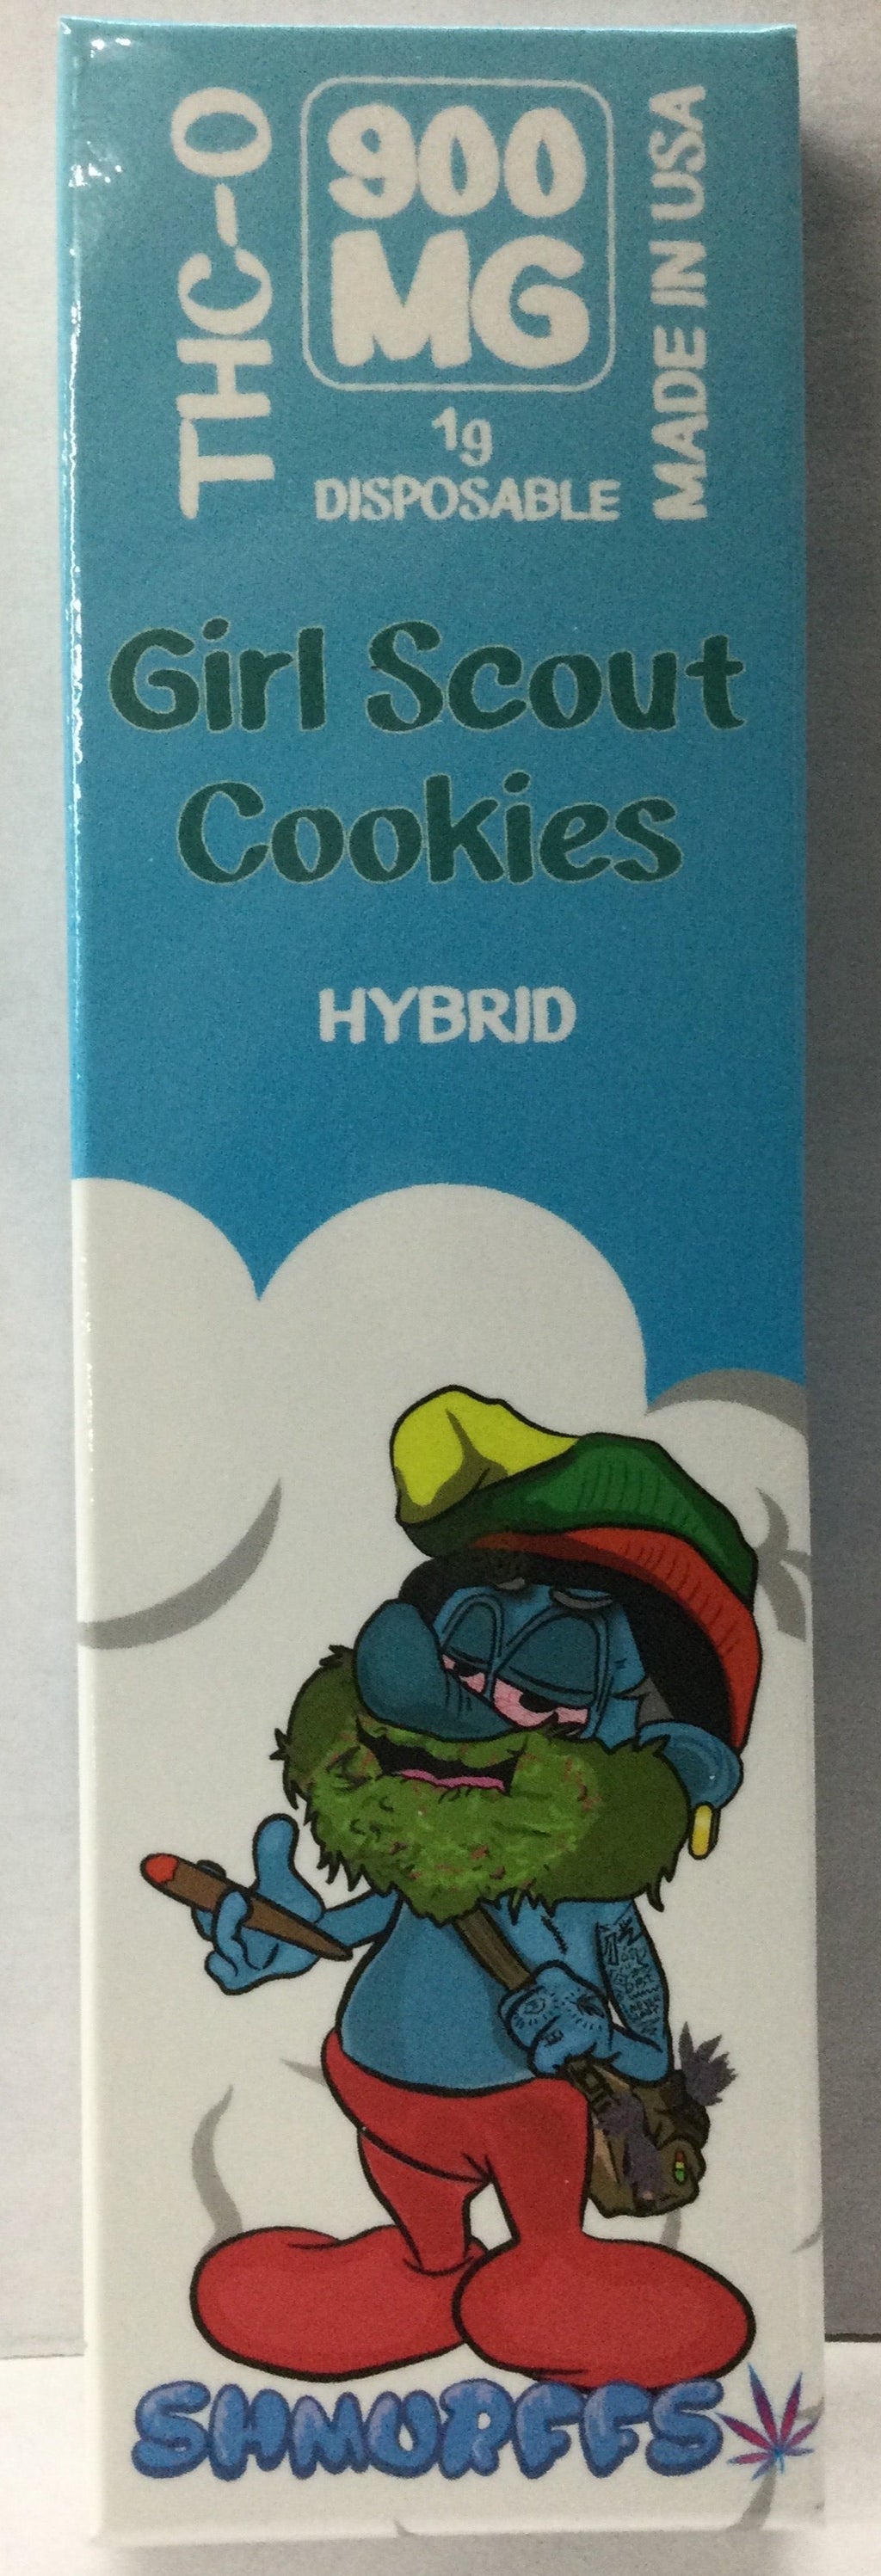 THC-O
900
MG
MADE IN USA
1g
DISPOSABLE
Girl Scout
Cookies
HYBRID
SHMURFFS